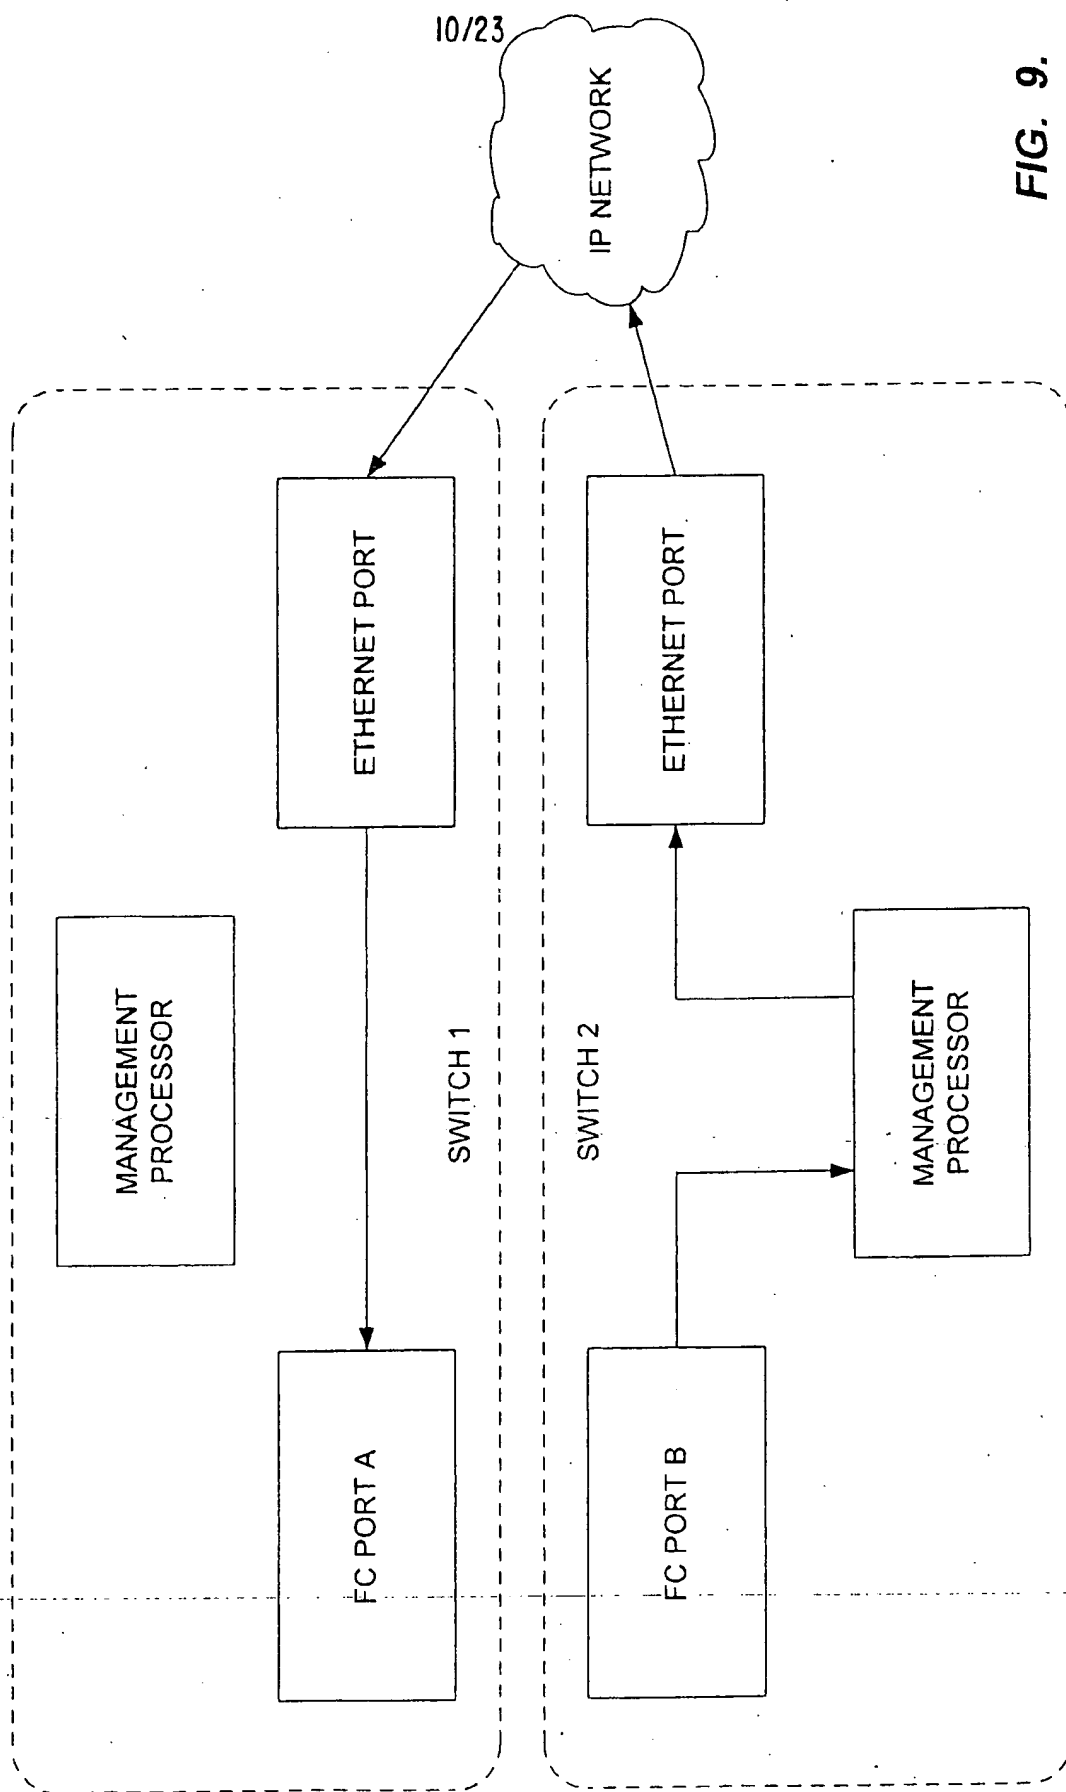 10/23
MANAGEMENT
PROCESSOR
FC PORT A
ETHERNET PORT
SWITCH 1
IP NETWORK
SWITCH 2
FC PORT B
ETHERNET PORT
MANAGEMENT
PROCESSOR
FIG. 9.